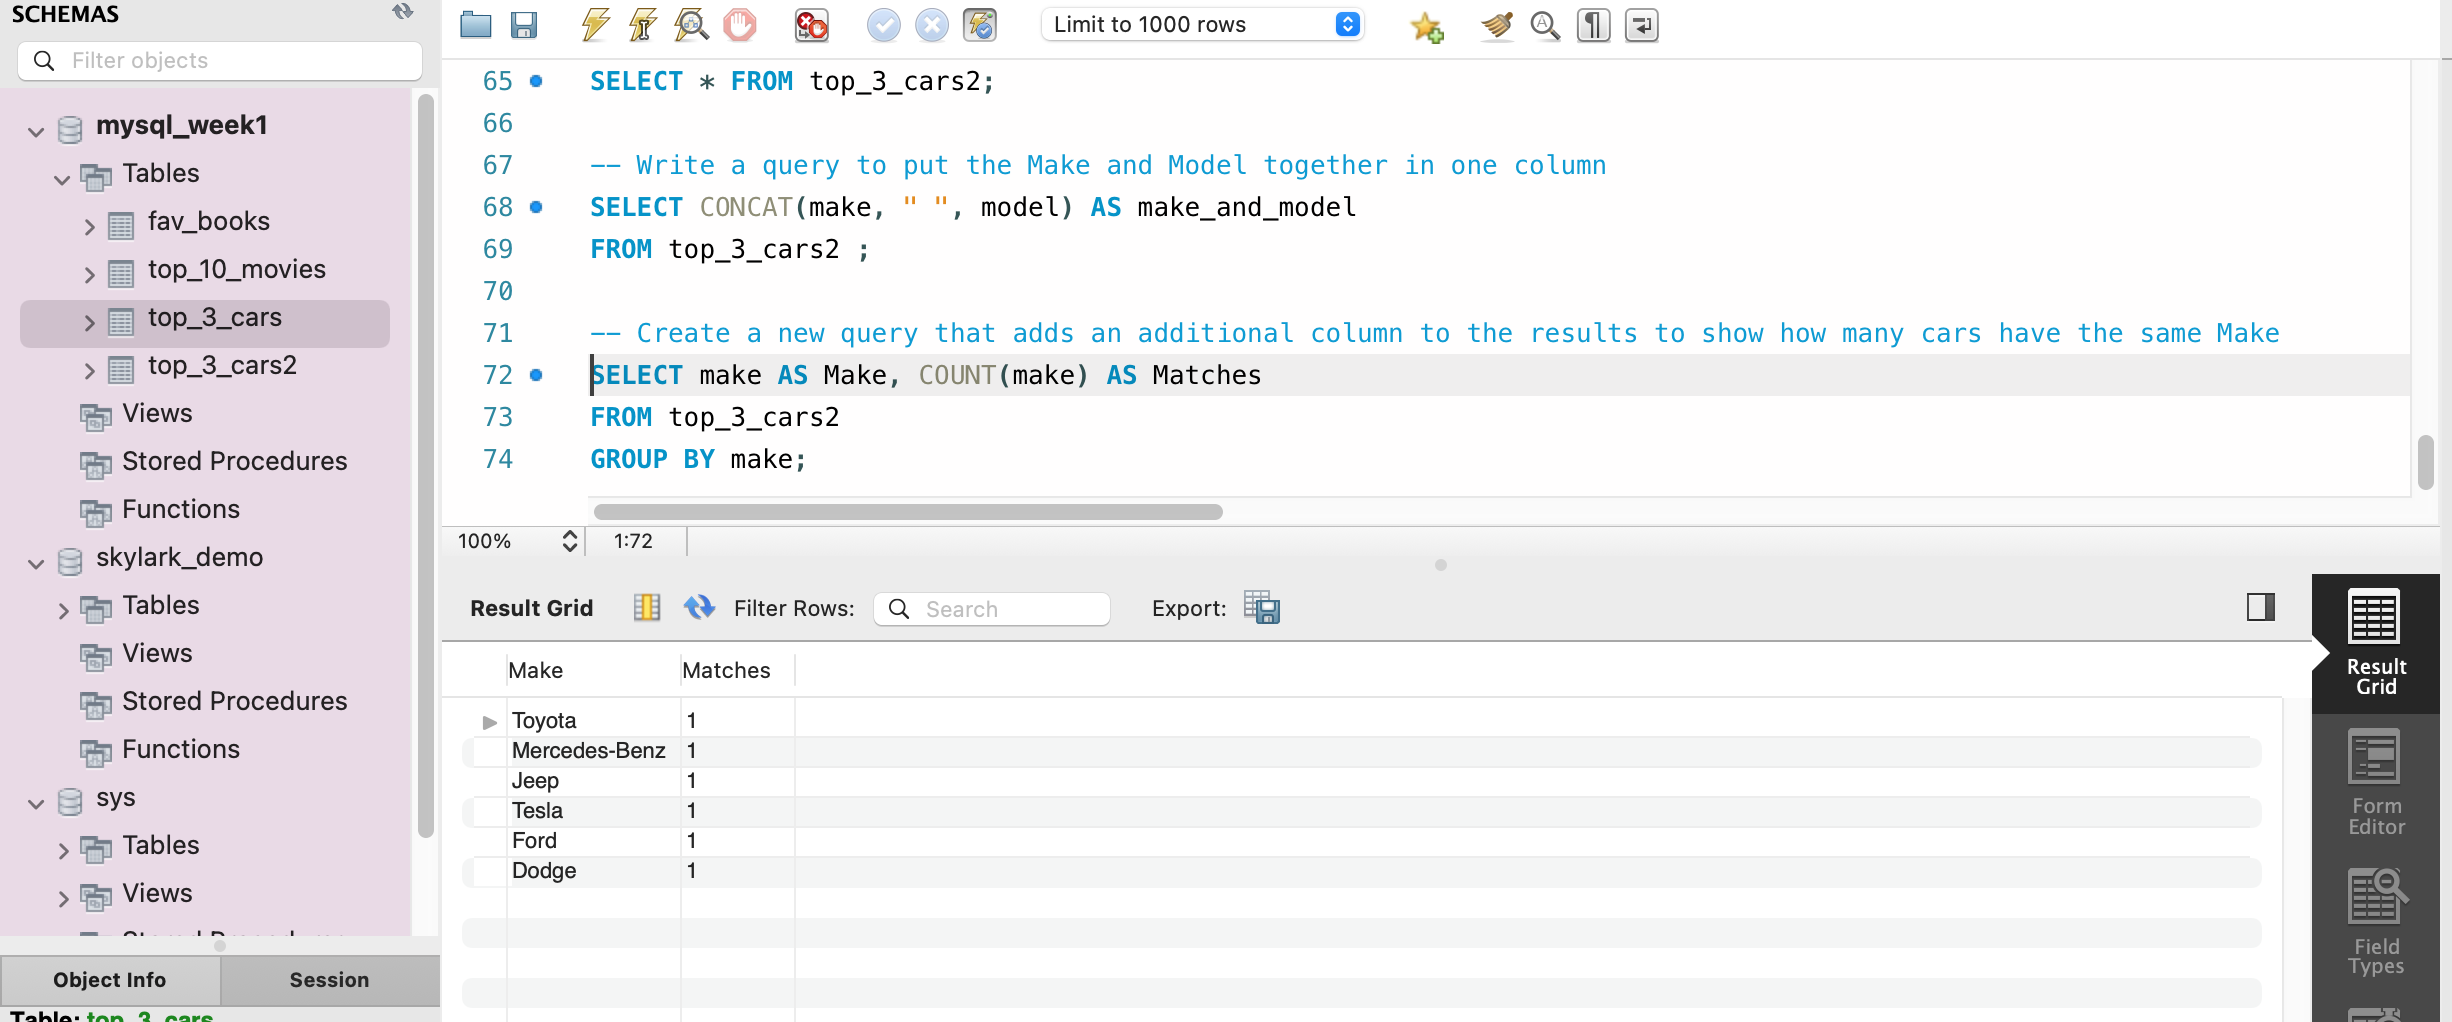 SCHEMAS
Filter objects
mysql_week1
Tables
fav_books
top_10_movies
top_3_cars
top_3_cars2
Views
Stored Procedures
Functions
skylark_demo
Tables
Views
Stored Procedures
Functions
sys
Tables
Views
Stored Procedures
Object Info Session
Table: top_3_cars
Limit to 1000 rows
65 SELECT * FROM top_3_cars2;
66
67 -- Write a query to put the Make and Model together in one column
68 SELECT CONCAT(make, " ", model) AS make_and_model
69 FROM top_3_cars2 ;
70
71 -- Create a new query that adds an additional column to the results to show how many cars have the same Make
72 SELECT make AS Make, COUNT(make) AS Matches
73 FROM top_3_cars2
74 GROUP BY make;
100% 1:72
Result Grid Filter Rows: Search Export:
Make Matches
Toyota 1
Mercedes-Benz 1
Jeep 1
Tesla 1
Ford 1
Dodge 1
Result
Grid
Form
Editor
Field
Types